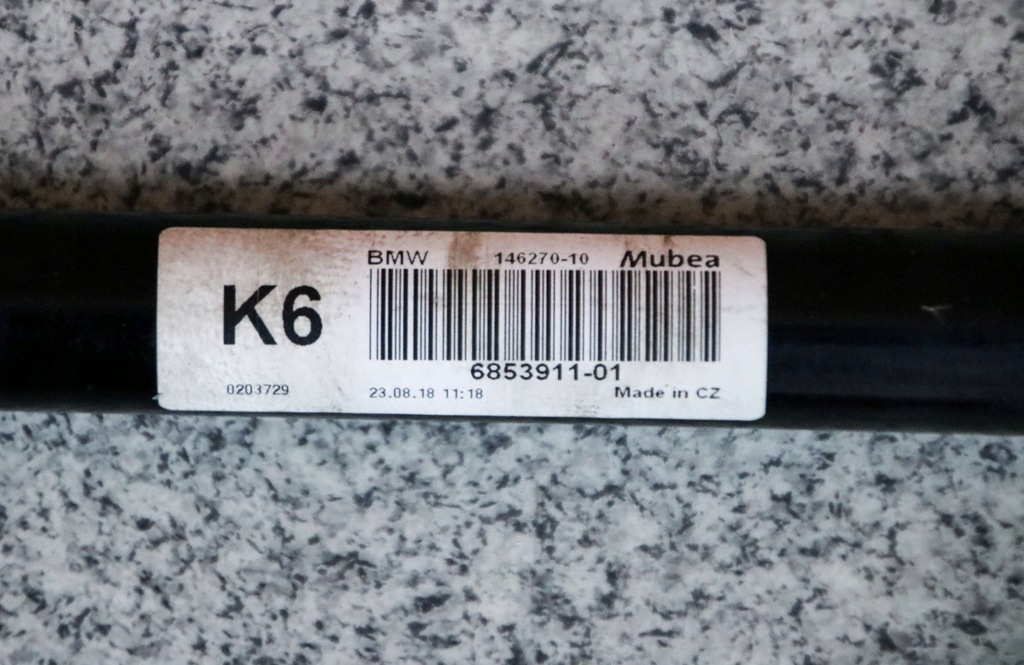 BMW 146270-10 Mubea
K6
6853911-01
0203729 23.08.18 11:18 Made in CZ